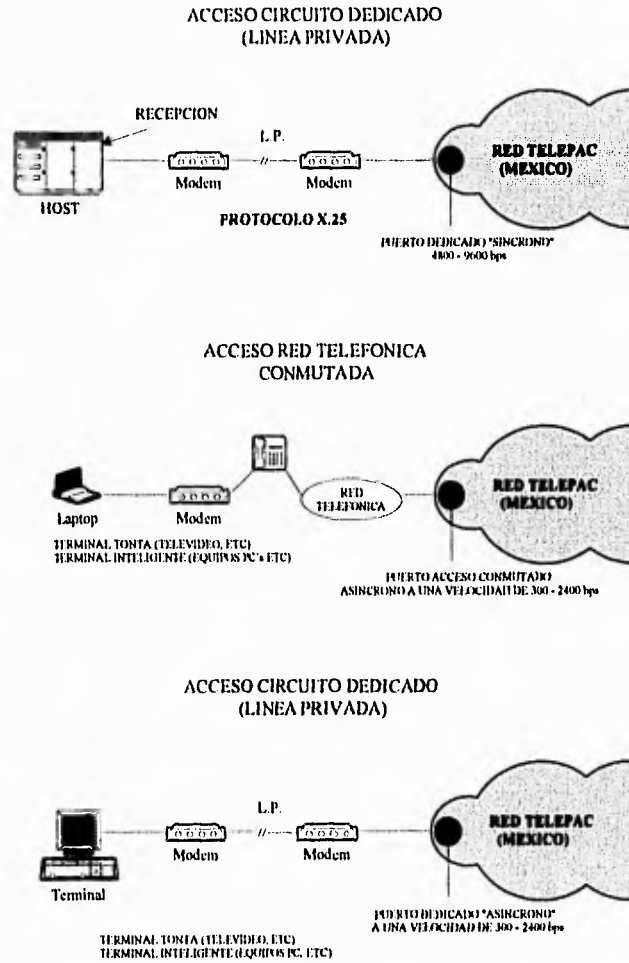 ACCESO CIRCUITO DEDICADO
(LINEA PRIVADA)
RECEPCION
L.P.
HOST
Modem
Modem
RED TELEPAC
(MEXICO)
PROTOCOLO X.25
PUERTO DEDICADO "SINCRONO"
4800 - 9600 bps
ACCESO RED TELEFONICA
CONMUTADA
Laptop
Modem
RED
TELEFONICA
RED TELEPAC
(MEXICO)
TERMINAL TONTA (TELEVIDEO, ETC)
TERMINAL INTELIGENTE (EQUIPOS PC's ETC)
PUERTO ACCESO CONMUTADO
ASINCRONO A UNA VELOCIDAD DE 300 - 2400 bps
ACCESO CIRCUITO DEDICADO
(LINEA PRIVADA)
L.P.
Terminal
Modem
Modem
RED TELEPAC
(MEXICO)
PUERTO DEDICADO "ASINCRONO"
A UNA VELOCIDAD DE 300 - 2400 bps
TERMINAL TONTA (TELEVIDEO, ETC)
TERMINAL INTELIGENTE (EQUIPOS PC, ETC)